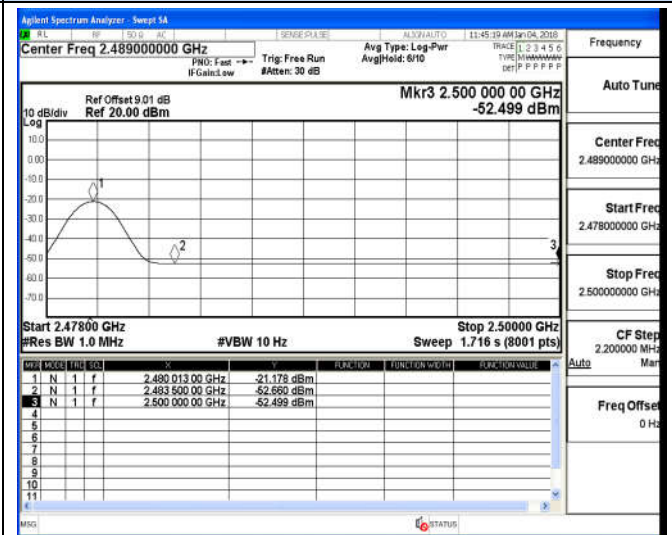 Agilent Spectrum Analyzer - Swept SA
RL RF 50 Ω AC SENSE:PULSE ALIGNAUTO 11:45:19 AM Jan 04, 2018
Center Freq 2.489000000 GHz
PNO: Fast
IFGain:Low
Trig: Free Run
#Atten: 30 dB
Avg Type: Log-Pwr
Avg|Hold: 6/10
TRACE 1 2 3 4 5 6
TYPE M WWWWW
DET P P P P P P
Frequency
Auto Tune
Center Freq
2.489000000 GHz
Start Freq
2.478000000 GHz
Stop Freq
2.500000000 GHz
CF Step
2.200000 MHz
Auto Man
Freq Offset
0 Hz
Mkr3 2.500 000 00 GHz
-52.499 dBm
Ref Offset 9.01 dB
10 dB/div Ref 20.00 dBm
Log
10.0
0.00
-10.0
-20.0
-30.0
-40.0
-50.0
-60.0
-70.0
1
2
3
Start 2.47800 GHz Stop 2.50000 GHz
#Res BW 1.0 MHz #VBW 10 Hz Sweep 1.716 s (8001 pts)
MKR MODE TRC SCL X Y FUNCTION FUNCTION WIDTH FUNCTION VALUE
1 N 1 f 2.480 013 00 GHz -21.178 dBm
2 N 1 f 2.483 500 00 GHz -52.660 dBm
3 N 1 f 2.500 000 00 GHz -52.499 dBm
4
5
6
7
8
9
10
11
MSG STATUS